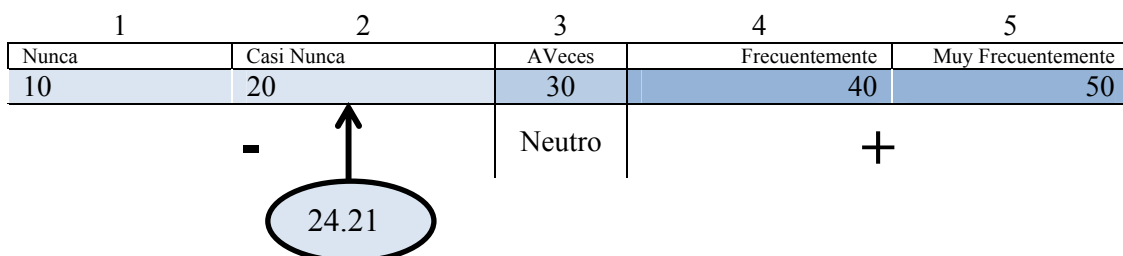 1 2 3 4 5
Nunca Casi Nunca AVeces Frecuentemente Muy Frecuentemente
10 20 30 40 50
- Neutro +
24.21